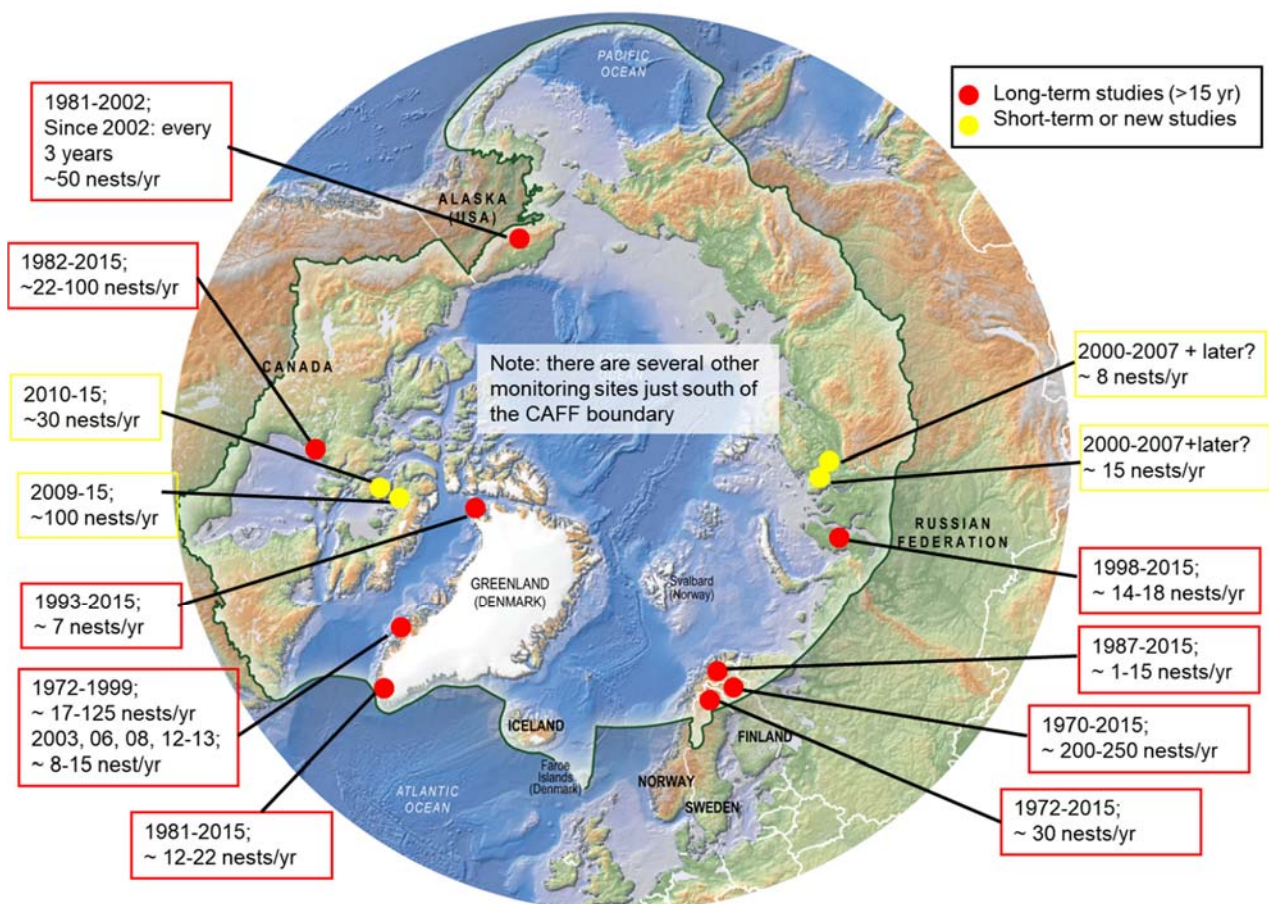 PACIFIC
OCEAN
Long-term studies (>15 yr)
Short-term or new studies
1981-2002;
Since 2002: every
3 years
~50 nests/yr
ALASKA
(USA)
1982-2015;
~22-100 nests/yr
CANADA
Note: there are several other
monitoring sites just south of
the CAFF boundary
2000-2007 + later?
~ 8 nests/yr
2010-15;
~30 nests/yr
2000-2007+later?
~ 15 nests/yr
2009-15;
~100 nests/yr
RUSSIAN
FEDERATION
GREENLAND
(DENMARK)
Svalbard
(Norway)
1998-2015;
~ 14-18 nests/yr
1993-2015;
~ 7 nests/yr
1987-2015;
~ 1-15 nests/yr
1972-1999;
~ 17-125 nests/yr
2003, 06, 08, 12-13;
~ 8-15 nest/yr
1970-2015;
~ 200-250 nests/yr
ICELAND
FINLAND
Faroe
Islands
(Denmark)
NORWAY
SWEDEN
ATLANTIC
OCEAN
1972-2015;
~ 30 nests/yr
1981-2015;
~ 12-22 nests/yr